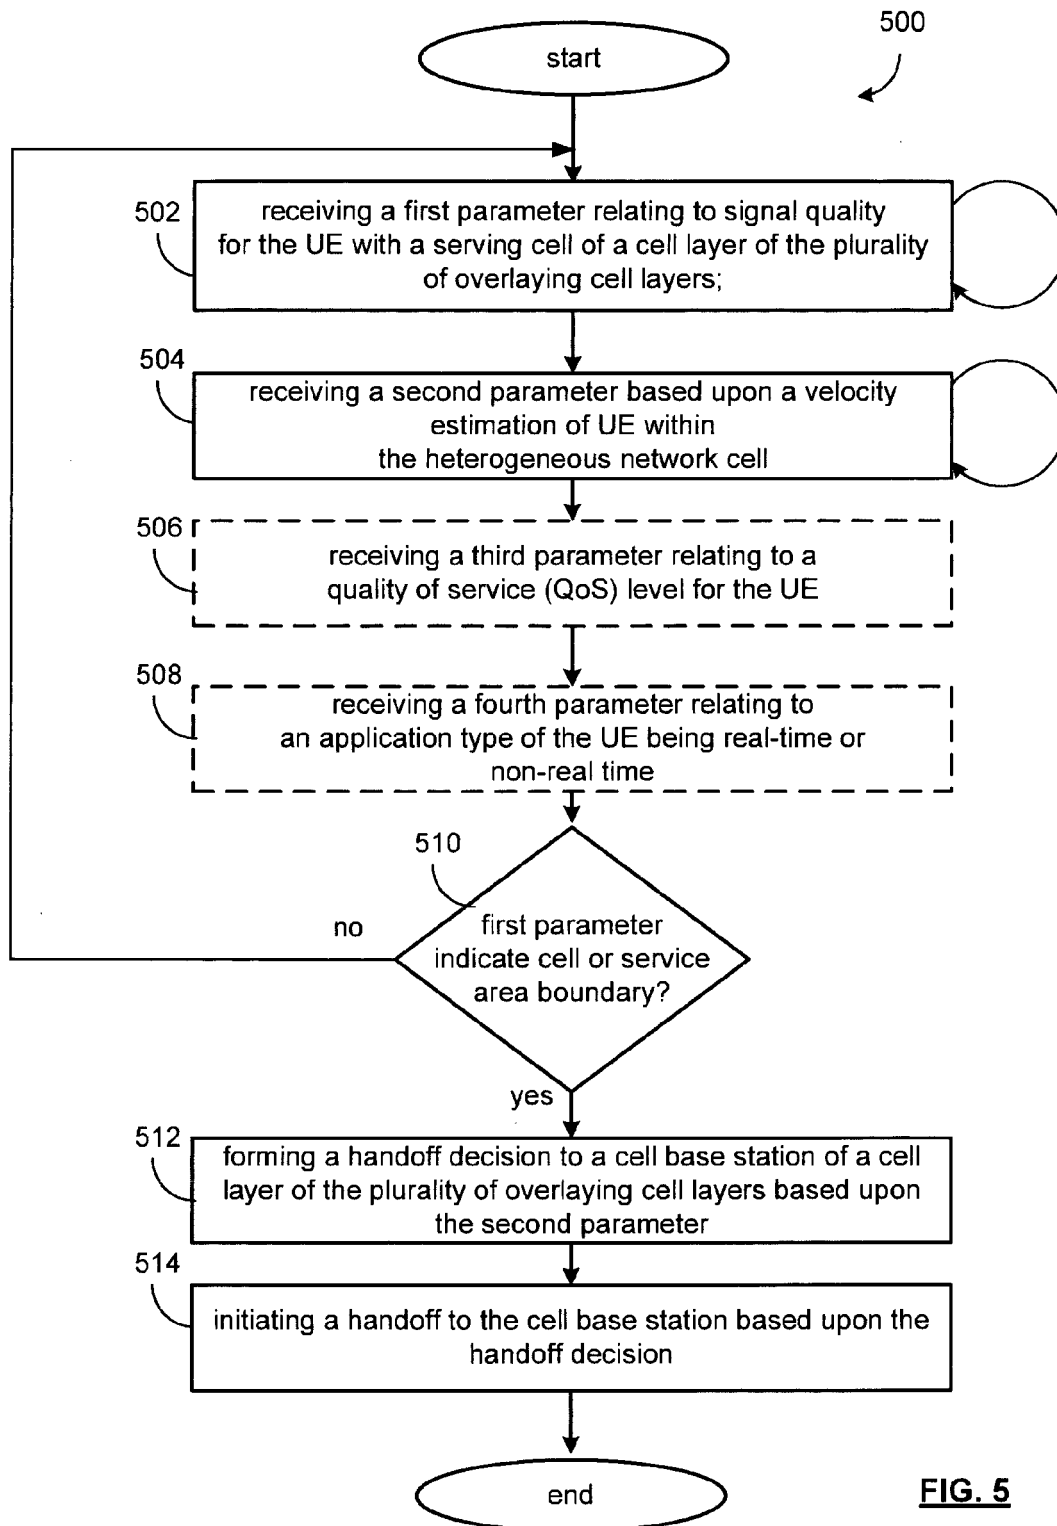 500
start
502
receiving a first parameter relating to signal quality
for the UE with a serving cell of a cell layer of the plurality
of overlaying cell layers;
504
receiving a second parameter based upon a velocity
estimation of UE within
the heterogeneous network cell
506
receiving a third parameter relating to a
quality of service (QoS) level for the UE
508
receiving a fourth parameter relating to
an application type of the UE being real-time or
non-real time
510
first parameter
indicate cell or service
area boundary?
no
yes
512
forming a handoff decision to a cell base station of a cell
layer of the plurality of overlaying cell layers based upon
the second parameter
514
initiating a handoff to the cell base station based upon the
handoff decision
end
FIG. 5